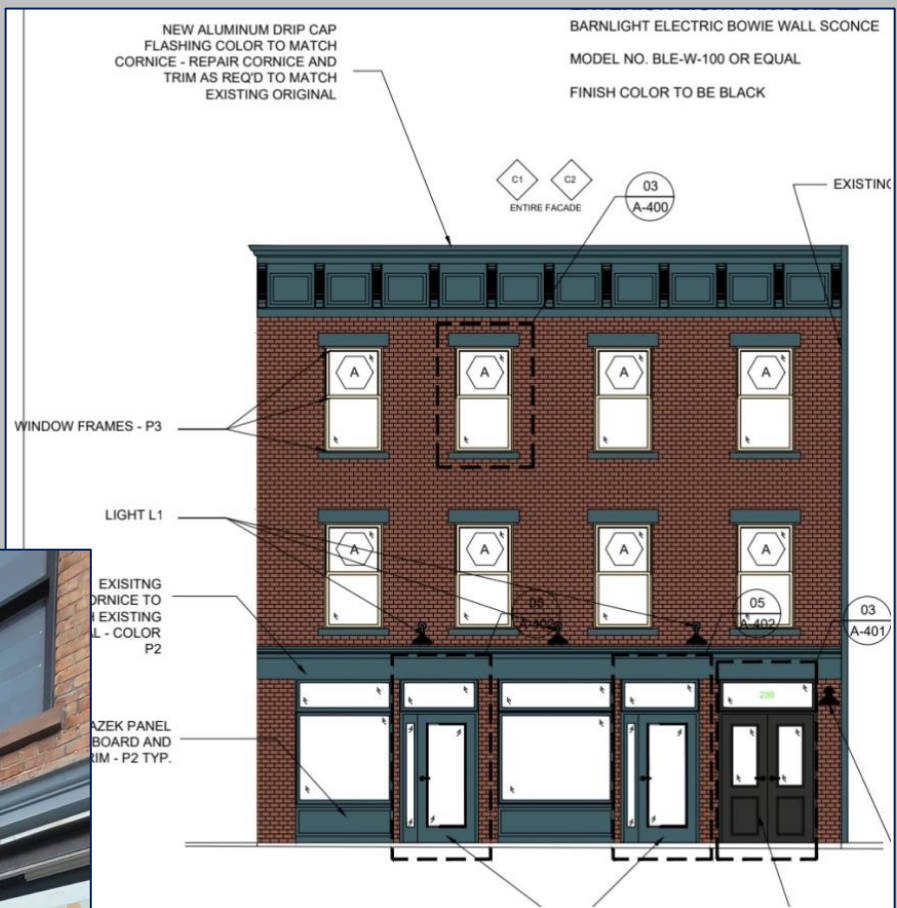 NEW ALUMINUM DRIP CAP
FLASHING COLOR TO MATCH
CORNICE - REPAIR CORNICE AND
TRIM AS REQ'D TO MATCH
EXISTING ORIGINAL
BARNLIGHT ELECTRIC BOWIE WALL SCONCE
MODEL NO. BLE-W-100 OR EQUAL
FINISH COLOR TO BE BLACK
C1
C2
ENTIRE FACADE
03
A-400
EXISTING
A
A
A
A
WINDOW FRAMES - P3
LIGHT L1
A
A
A
A
EXISITNG
ORNICE TO
EXISTING
AL - COLOR
P2
05
A-402
03
A-401
230
AZEK PANEL
BOARD AND
RIM - P2 TYP.